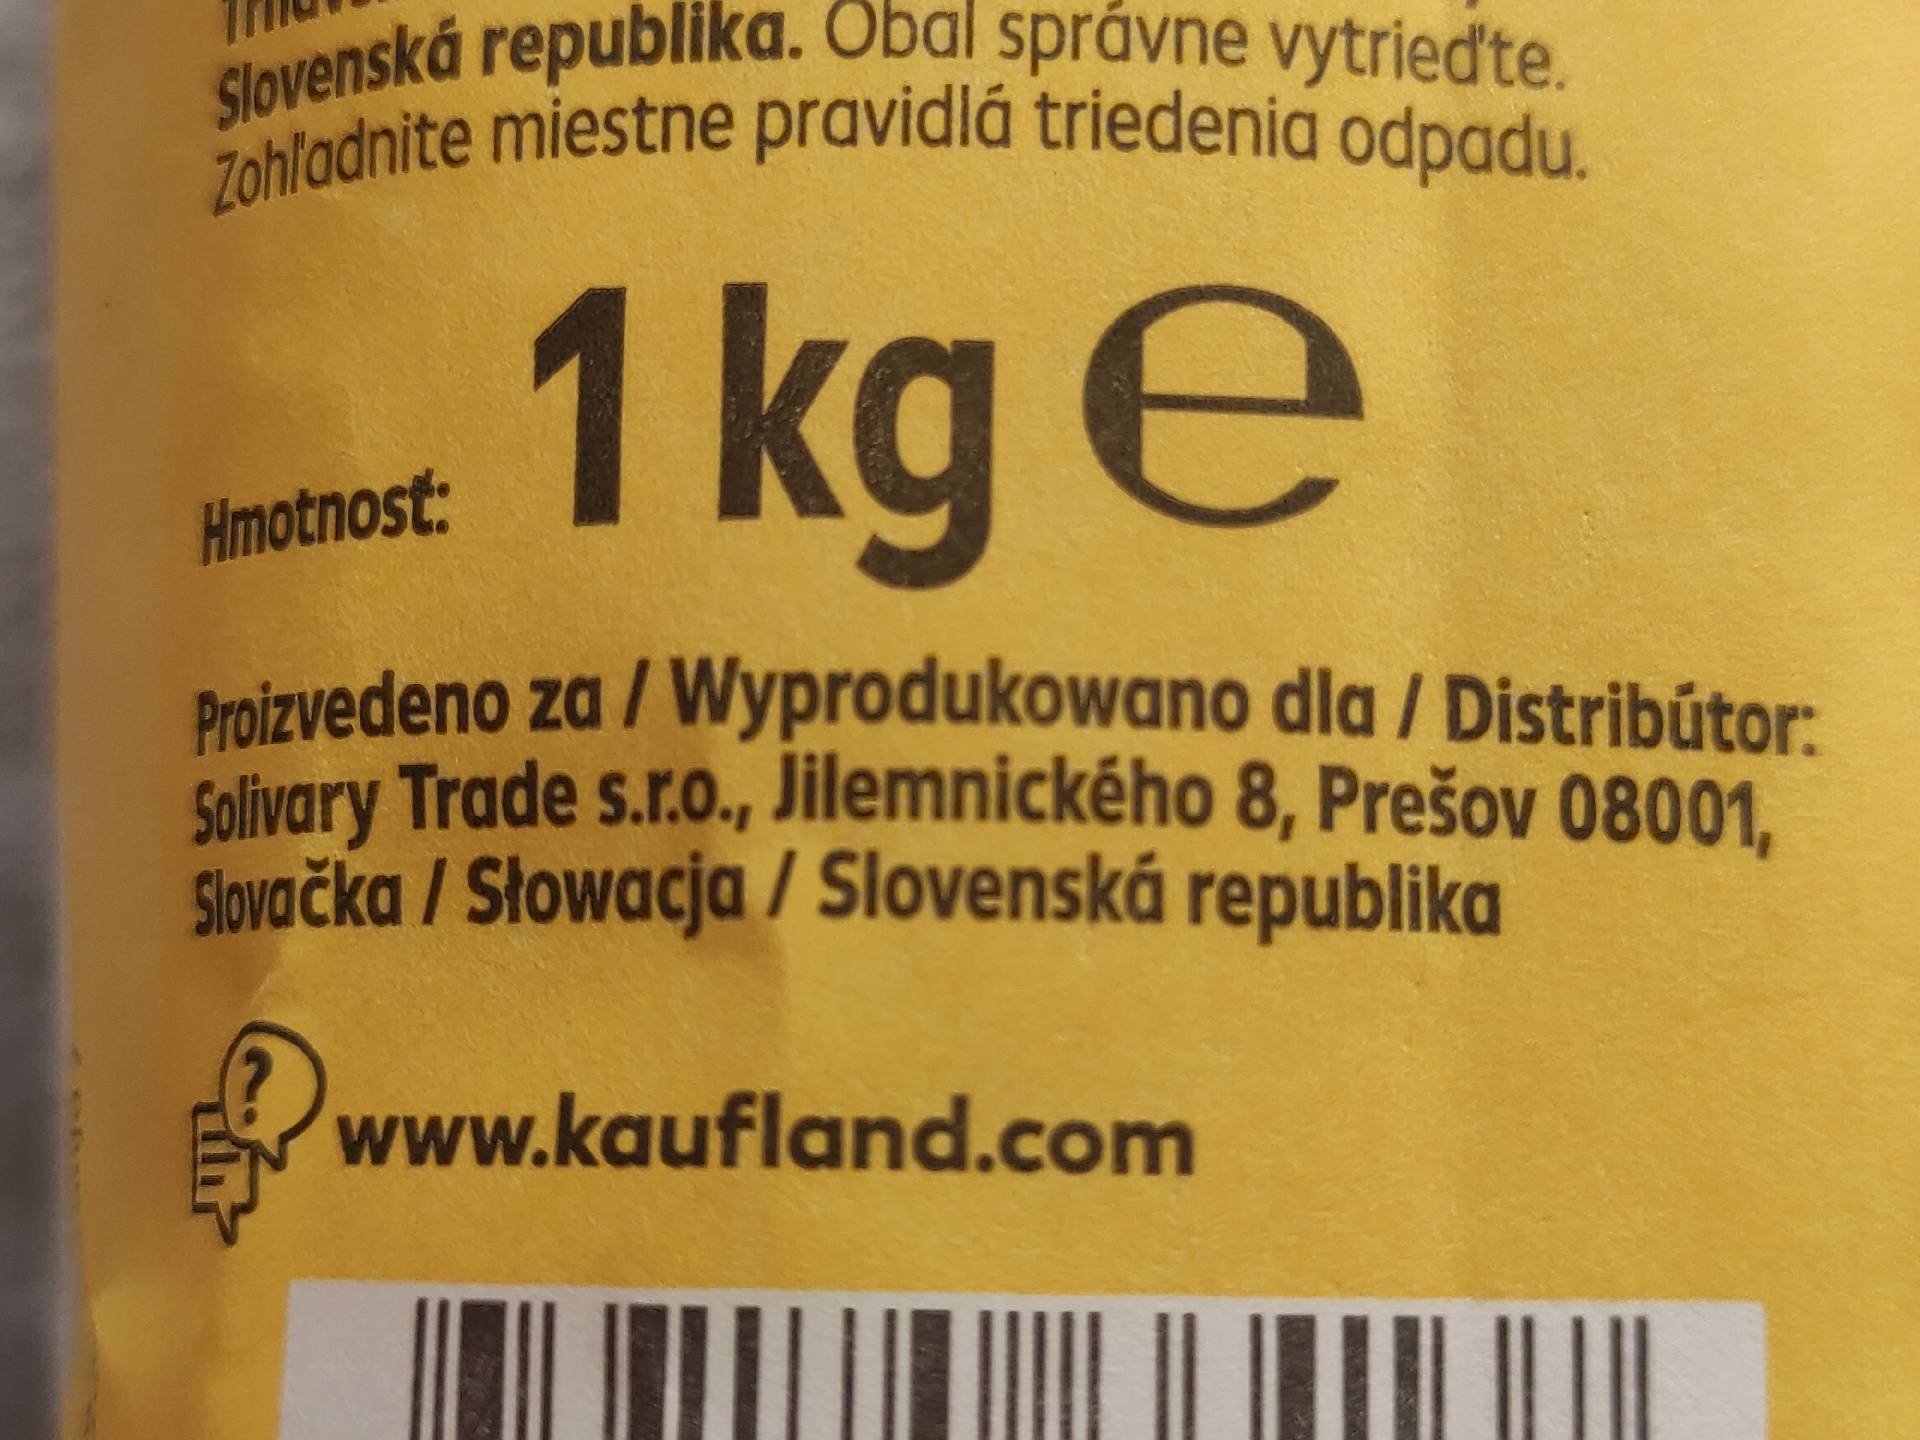 Slovenská republika. Obal správne vytrieďte.
Zohľadnite miestne pravidlá triedenia odpadu.
Hmotnosť: 1 kg e
Proizvedeno za / Wyprodukowano dla / Distribútor:
Solivary Trade s.r.o., Jilemnického 8, Prešov 08001,
Slovačka / Słowacja / Slovenská republika
?
www.kaufland.com